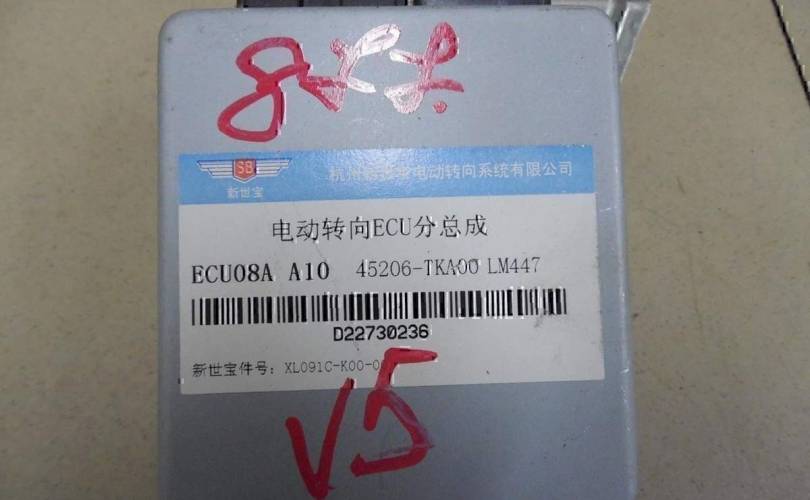 SB
新世宝
杭州新世宝电动转向系统有限公司
电动转向ECU分总成
ECU08A A10 45206-TKA00 LM447
D22730236
新世宝件号: XL091C-K00-0
V5